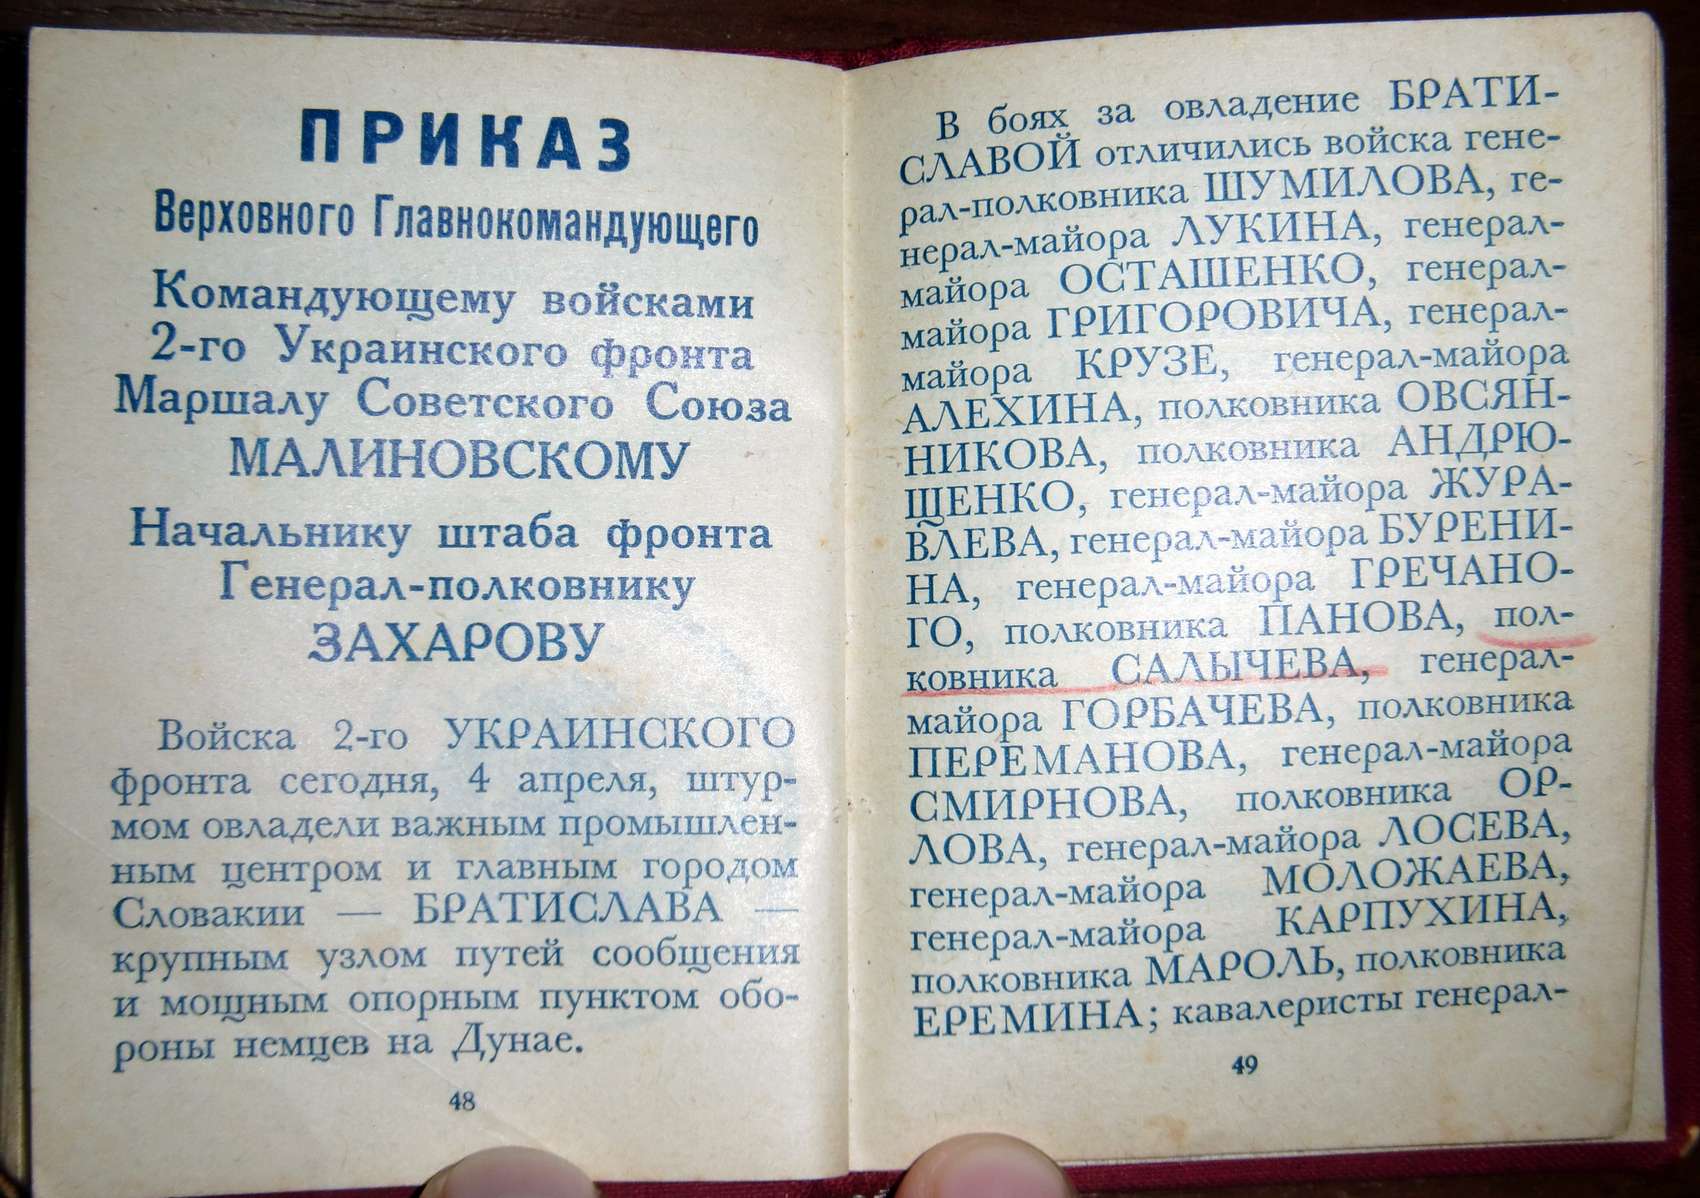 ПРИКАЗ
Верховного Главнокомандующего
Командующему войсками
2-го Украинского фронта
Маршалу Советского Союза
МАЛИНОВСКОМУ
Начальнику штаба фронта
Генерал-полковнику
ЗАХАРОВУ
Войска 2-го УКРАИНСКОГО
фронта сегодня, 4 апреля, штур-
мом овладели важным промышлен-
ным центром и главным городом
Словакии — БРАТИСЛАВА —
крупным узлом путей сообщения
и мощным опорным пунктом обо-
роны немцев на Дунае.
48
В боях за овладение БРАТИ-
СЛАВОЙ отличились войска гене-
рал-полковника ШУМИЛОВА, ге-
нерал-майора ЛУКИНА, генерал-
майора ОСТАШЕНКО, генерал-
майора ГРИГОРОВИЧА, генерал-
майора КРУЗЕ, генерал-майора
АЛЕХИНА, полковника ОВСЯН-
НИКОВА, полковника АНДРЮ-
ЩЕНКО, генерал-майора ЖУРА-
ВЛЕВА, генерал-майора БУРЕНИ-
НА, генерал-майора ГРЕЧАНО-
ГО, полковника ПАНОВА, пол-
ковника САЛЫЧЕВА, генерал-
майора ГОРБАЧЕВА, полковника
ПЕРЕМАНОВА, генерал-майора
СМИРНОВА, полковника ОР-
ЛОВА, генерал-майора ЛОСЕВА,
генерал-майора МОЛОЖАЕВА,
генерал-майора КАРПУХИНА,
полковника МАРОЛЬ, полковника
ЕРЕМИНА; кавалеристы генерал-
49